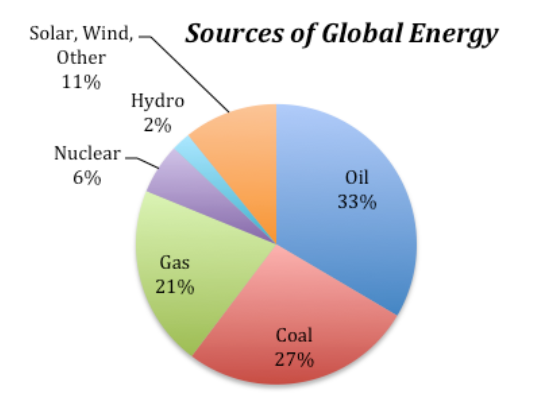 Sources of Global Energy
Solar, Wind,
Other
11%
Hydro
2%
Nuclear
6%
Oil
33%
Gas
21%
Coal
27%